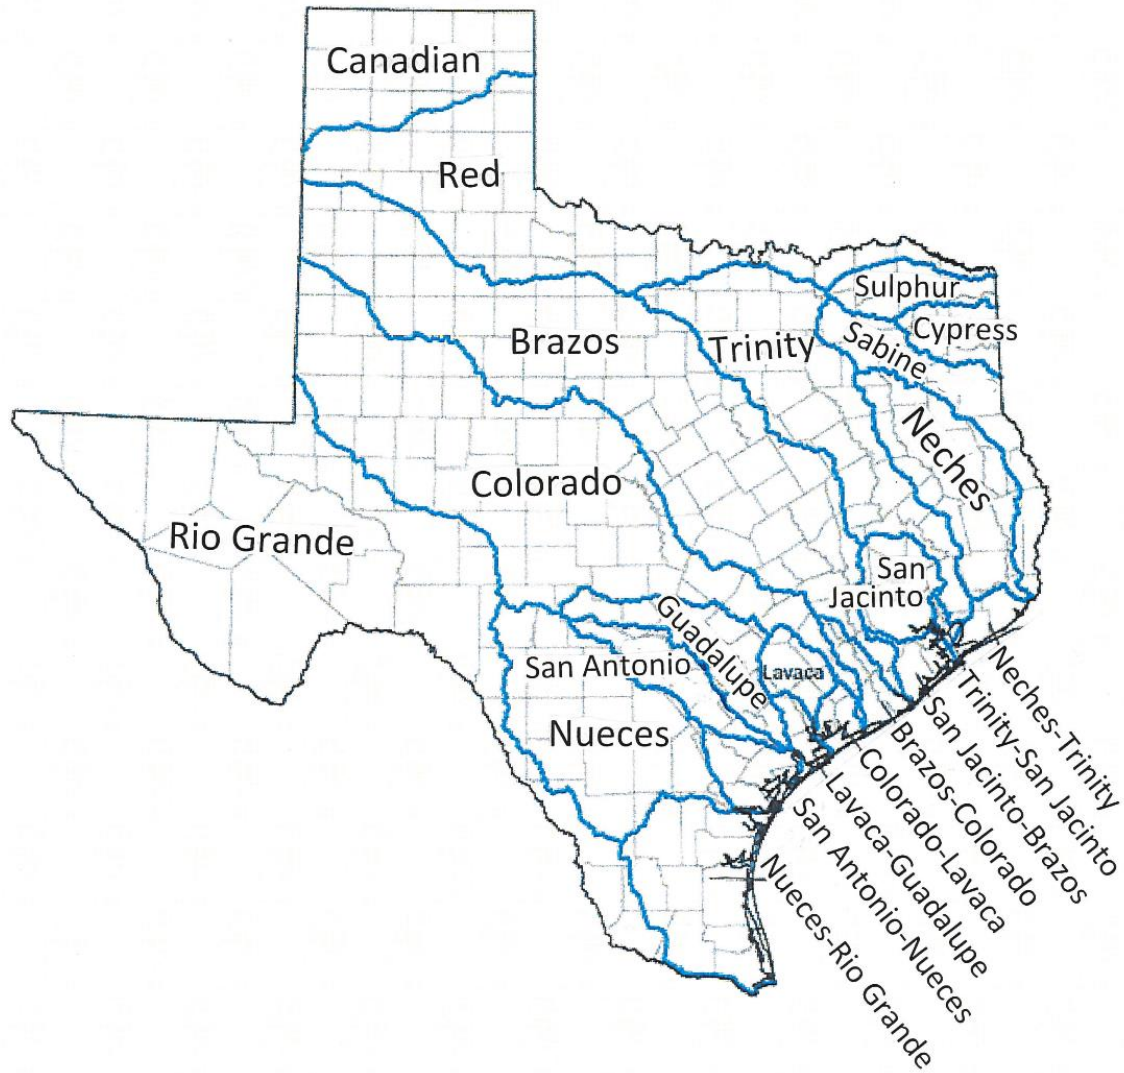 Canadian
Red
Sulphur
Cypress
Brazos
Trinity
Sabine
Neches
Colorado
Rio Grande
San
Jacinto
Guadalupe
San Antonio
Lavaca
Nueces
Neches-Trinity
Trinity-San Jacinto
San Jacinto-Brazos
Brazos-Colorado
Colorado-Lavaca
Lavaca-Guadalupe
San Antonio-Nueces
Nueces-Rio Grande